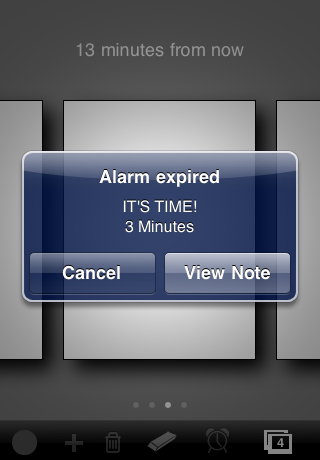 13 minutes from now
Alarm expired
IT'S TIME!
3 Minutes
Cancel
View Note
4